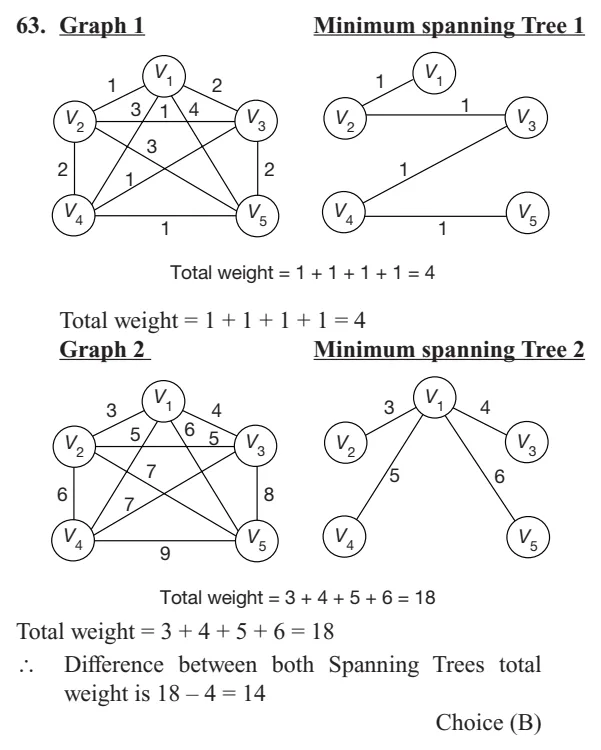 63. Graph 1 Minimum spanning Tree 1
V1
1 2
V2 3 1 4 V3
3
2 1 2
V4 V5
1
V1
1
V2 1 V3
1
V4 V5
1
Total weight = 1 + 1 + 1 + 1 = 4
Total weight = 1 + 1 + 1 + 1 = 4
Graph 2 Minimum spanning Tree 2
V1
3 4
V2 5 6 5 V3
7
6 7 8
V4 V5
9
V1
3 4
V2 V3
5 6
V4 V5
Total weight = 3 + 4 + 5 + 6 = 18
Total weight = 3 + 4 + 5 + 6 = 18
∴ Difference between both Spanning Trees total
weight is 18 – 4 = 14
Choice (B)